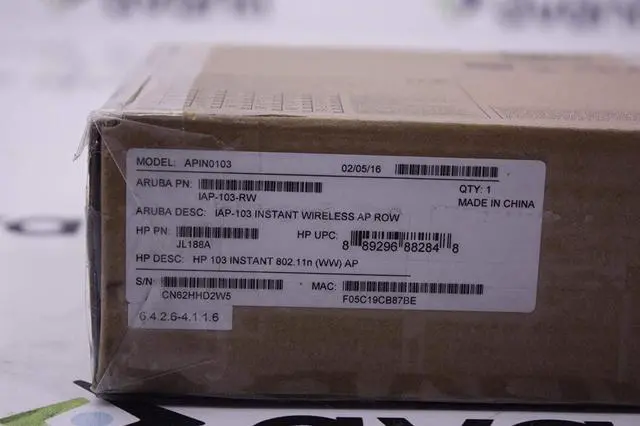 MODEL: APIN0103 02/05/16
ARUBA PN: QTY: 1
IAP-103-RW MADE IN CHINA
ARUBA DESC: IAP-103 INSTANT WIRELESS AP ROW
HP PN: HP UPC: 8 89296 88284 8
JL188A
HP DESC: HP 103 INSTANT 802.11n (WW) AP
S/N: MAC:
CN62HHD2W5 F05C19CB87BE
6.4.2.6-4.1.1.6